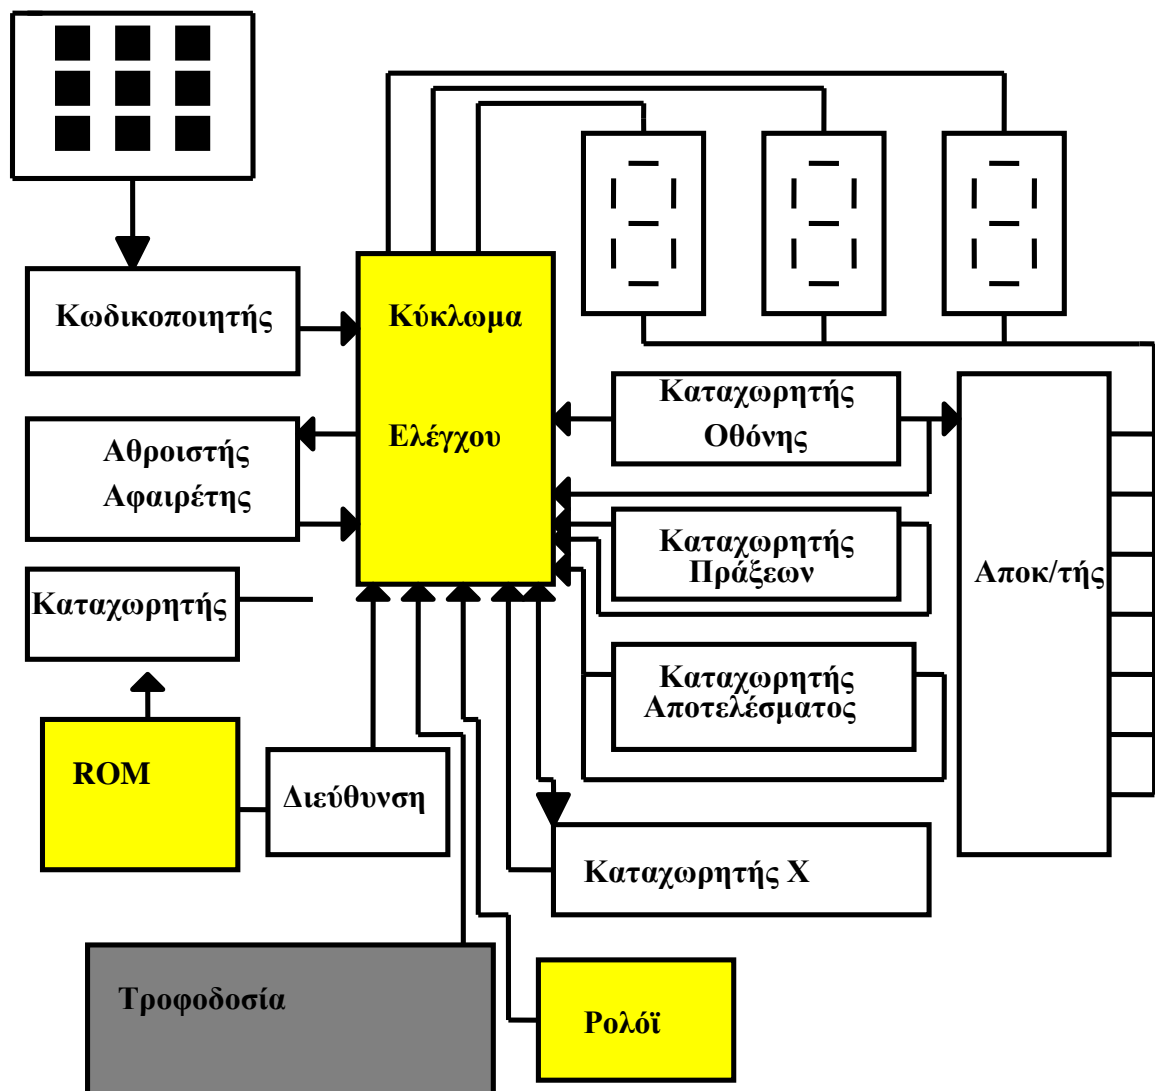 Κωδικοποιητής
Κύκλωμα
Ελέγχου
Καταχωρητής
Οθόνης
Αθροιστής
Αφαιρέτης
Καταχωρητής
Πράξεων
Αποκ/τής
Καταχωρητής
Καταχωρητής
Αποτελέσματος
ROM
Διεύθυνση
Καταχωρητής Χ
Τροφοδοσία
Ρολόϊ